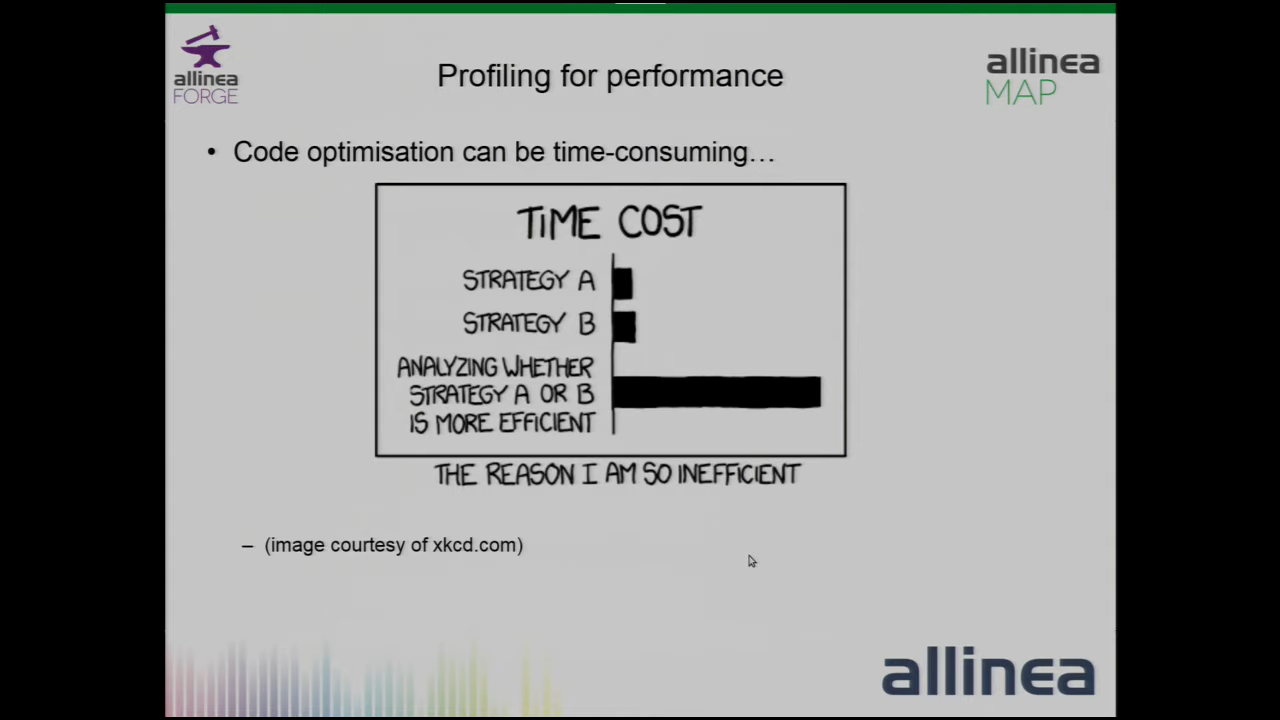 allinea
FORGE
Profiling for performance
allinea
MAP
• Code optimisation can be time-consuming…
TIME COST
STRATEGY A
STRATEGY B
ANALYZING WHETHER
STRATEGY A OR B
IS MORE EFFICIENT
THE REASON I AM SO INEFFICIENT
– (image courtesy of xkcd.com)
allinea